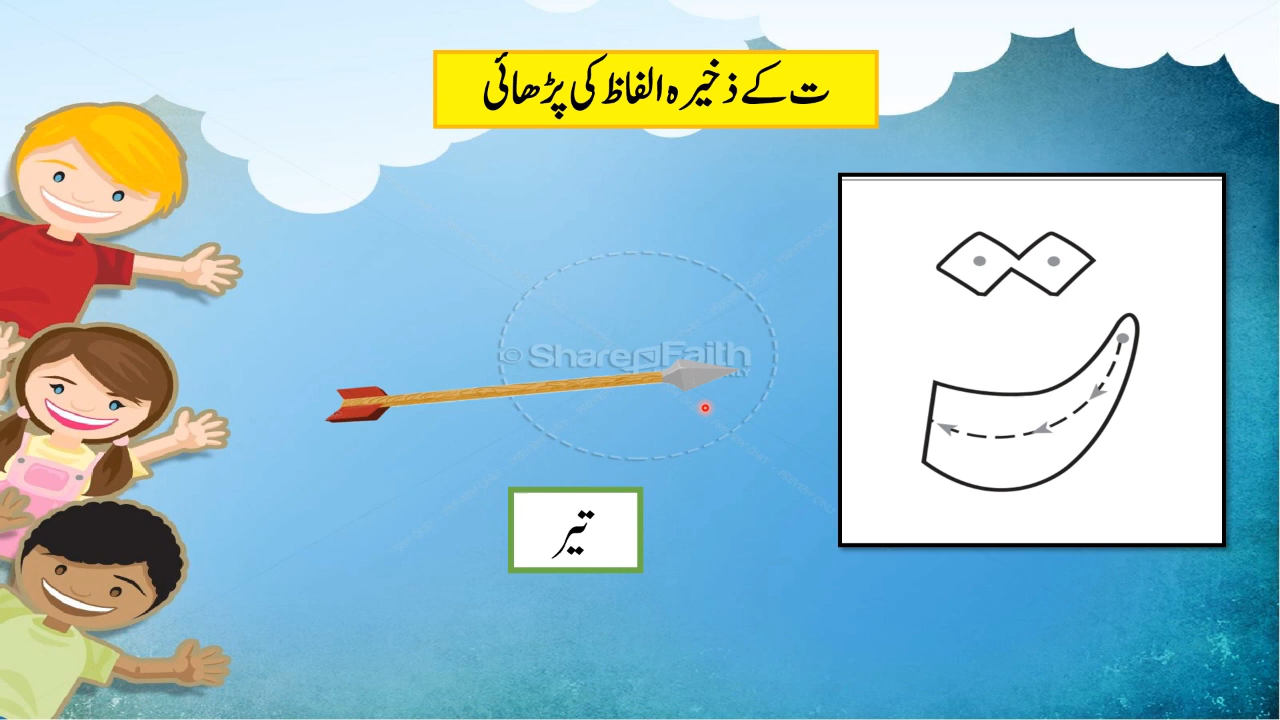 ت کے ذخیرہ الفاظ کی پڑھائی
ت
© ShareFaith
تیر